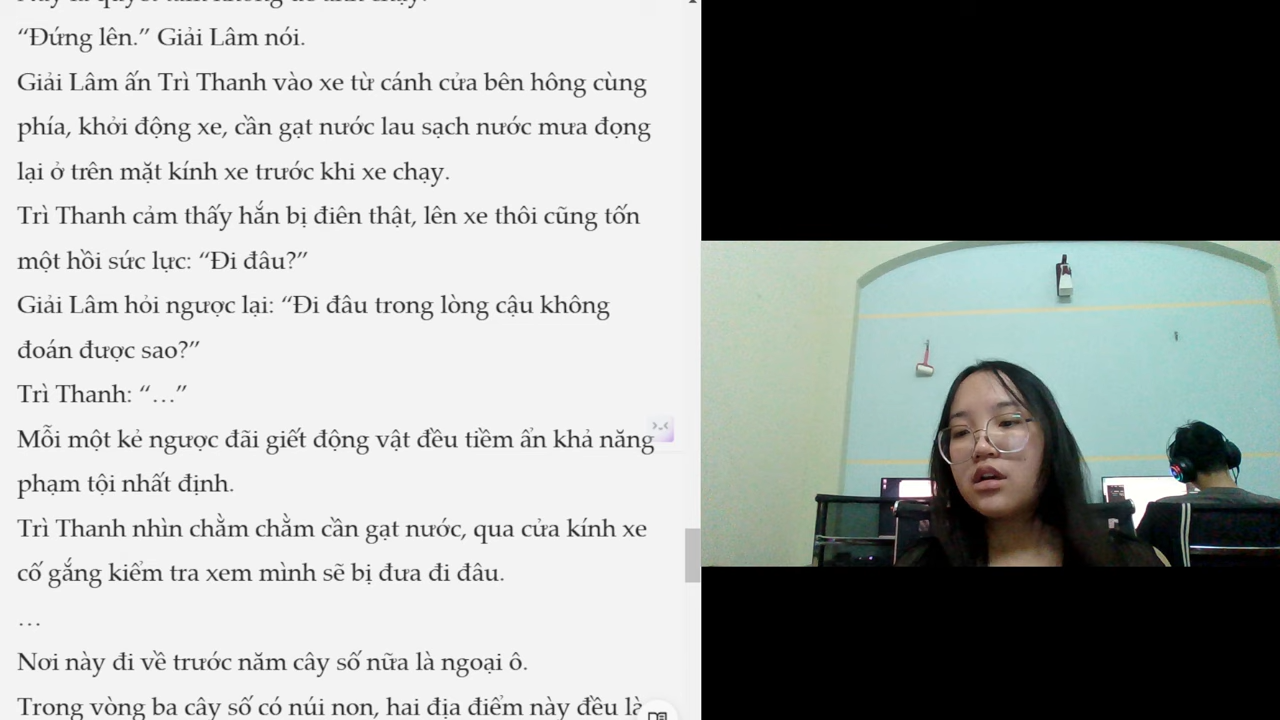 “Đứng lên.” Giải Lâm nói.
Giải Lâm ấn Trì Thanh vào xe từ cánh cửa bên hông cùng
phía, khởi động xe, cần gạt nước lau sạch nước mưa đọng
lại ở trên mặt kính xe trước khi xe chạy.
Trì Thanh cảm thấy hắn bị điên thật, lên xe thôi cũng tốn
một hồi sức lực: “Đi đâu?”
Giải Lâm hỏi ngược lại: “Đi đâu trong lòng cậu không
đoán được sao?”
Trì Thanh: “…”
Mỗi một kẻ ngược đãi giết động vật đều tiềm ẩn khả năng
phạm tội nhất định.
Trì Thanh nhìn chằm chằm cần gạt nước, qua cửa kính xe
cố gắng kiểm tra xem mình sẽ bị đưa đi đâu.
…
Nơi này đi về trước năm cây số nữa là ngoại ô.
Trong vòng ba cây số có núi non, hai địa điểm này đều là